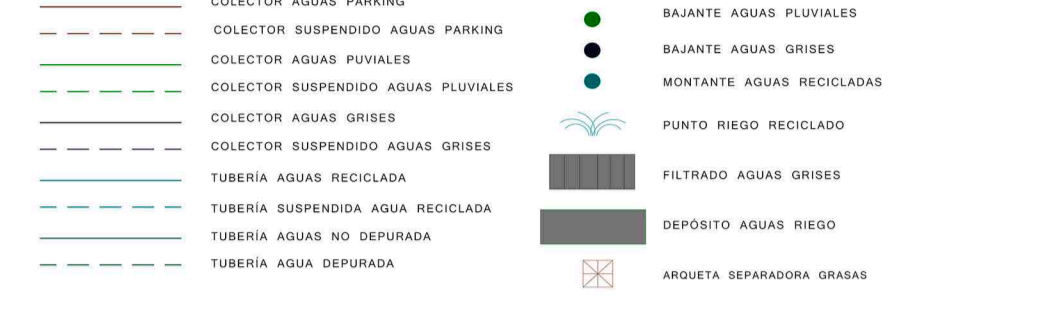 COLECTOR AGUAS PARKING
COLECTOR SUSPENDIDO AGUAS PARKING
COLECTOR AGUAS PUVIALES
COLECTOR SUSPENDIDO AGUAS PLUVIALES
COLECTOR AGUAS GRISES
COLECTOR SUSPENDIDO AGUAS GRISES
TUBERÍA AGUAS RECICLADA
TUBERÍA SUSPENDIDA AGUA RECICLADA
TUBERÍA AGUAS NO DEPURADA
TUBERÍA AGUA DEPURADA
BAJANTE AGUAS PLUVIALES
BAJANTE AGUAS GRISES
MONTANTE AGUAS RECICLADAS
PUNTO RIEGO RECICLADO
FILTRADO AGUAS GRISES
DEPÓSITO AGUAS RIEGO
ARQUETA SEPARADORA GRASAS